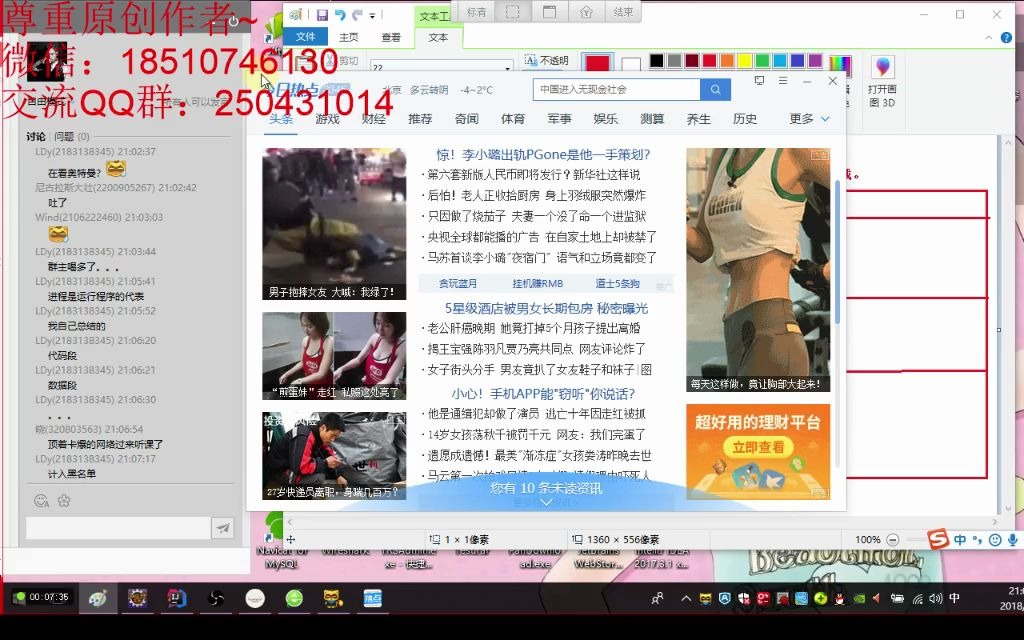 尊重原创作者~
微信：18510746130
交流QQ群：250431014
讨论 | 问题 (0)
LDy(2183138345) 21:02:37
在看奥特曼?
尼古拉斯大壮(2200905267) 21:02:42
吐了
Wind(2106222460) 21:03:03
LDy(2183138345) 21:03:44
群主喝多了。。。
LDy(2183138345) 21:05:41
进程是运行程序的代表
LDy(2183138345) 21:05:52
我自己总结的
LDy(2183138345) 21:06:20
代码段
LDy(2183138345) 21:06:21
数据段
LDy(2183138345) 21:06:30
。。。
晓(320803563) 21:06:54
顶着卡爆的网络过来听课了
LDy(2183138345) 21:07:17
计入黑名单
标高
结束
文本工
文件
主页
查看
文本
剪切
22
不透明
打开画
图 3D
今日热点
北京 多云转阴 -4~2°C
中国进入无现金社会
头条 游戏 财经 推荐 奇闻 体育 军事 娱乐 测算 养生 历史 更多
惊！李小璐出轨PGone是他一手策划?
·第六套新版人民币即将发行？新华社这样说
·后怕！老人正收拾厨房 身上羽绒服突然爆炸
·只因做了烧茄子 夫妻一个没了命一个进监狱
·央视全球都能播的广告 在自家土地上却被禁了
·马苏首谈李小璐"夜宿门" 语气和立场竟都变了
贪玩蓝月 挂机赚RMB 道士5条狗
5星级酒店被男女长期包房 秘密曝光
·老公肝癌晚期 她竟打掉5个月孩子提出离婚
·揭王宝强陈羽凡贾乃亮共同点 网友评论炸了
·女子街头分手 男友竟扒了女友鞋子和袜子|图
小心！手机APP能"窃听"你说话?
·他是通缉犯却做了演员 逃亡十年因走红被抓
·14岁女孩荡秋千被罚千元 网友：我们完蛋了
·遗愿成遗憾！最美"渐冻症"女孩娄滔昨晚去世
您有 10 条未读资讯
男子抱摔女友 大喊：我绿了!
"煎蛋妹"走红 私照这处亮了
27岁快递员离职，身瑞几百万?
每天这样做，竟让胸部大起来!
超好用的理财平台
立即查看
1 × 1像素
1360 × 556像素
100%
Navicat for
MySQL
Wireshark
ad.exe
WebStor...
2017.3.1 x...
中
00:07:35
热点
中